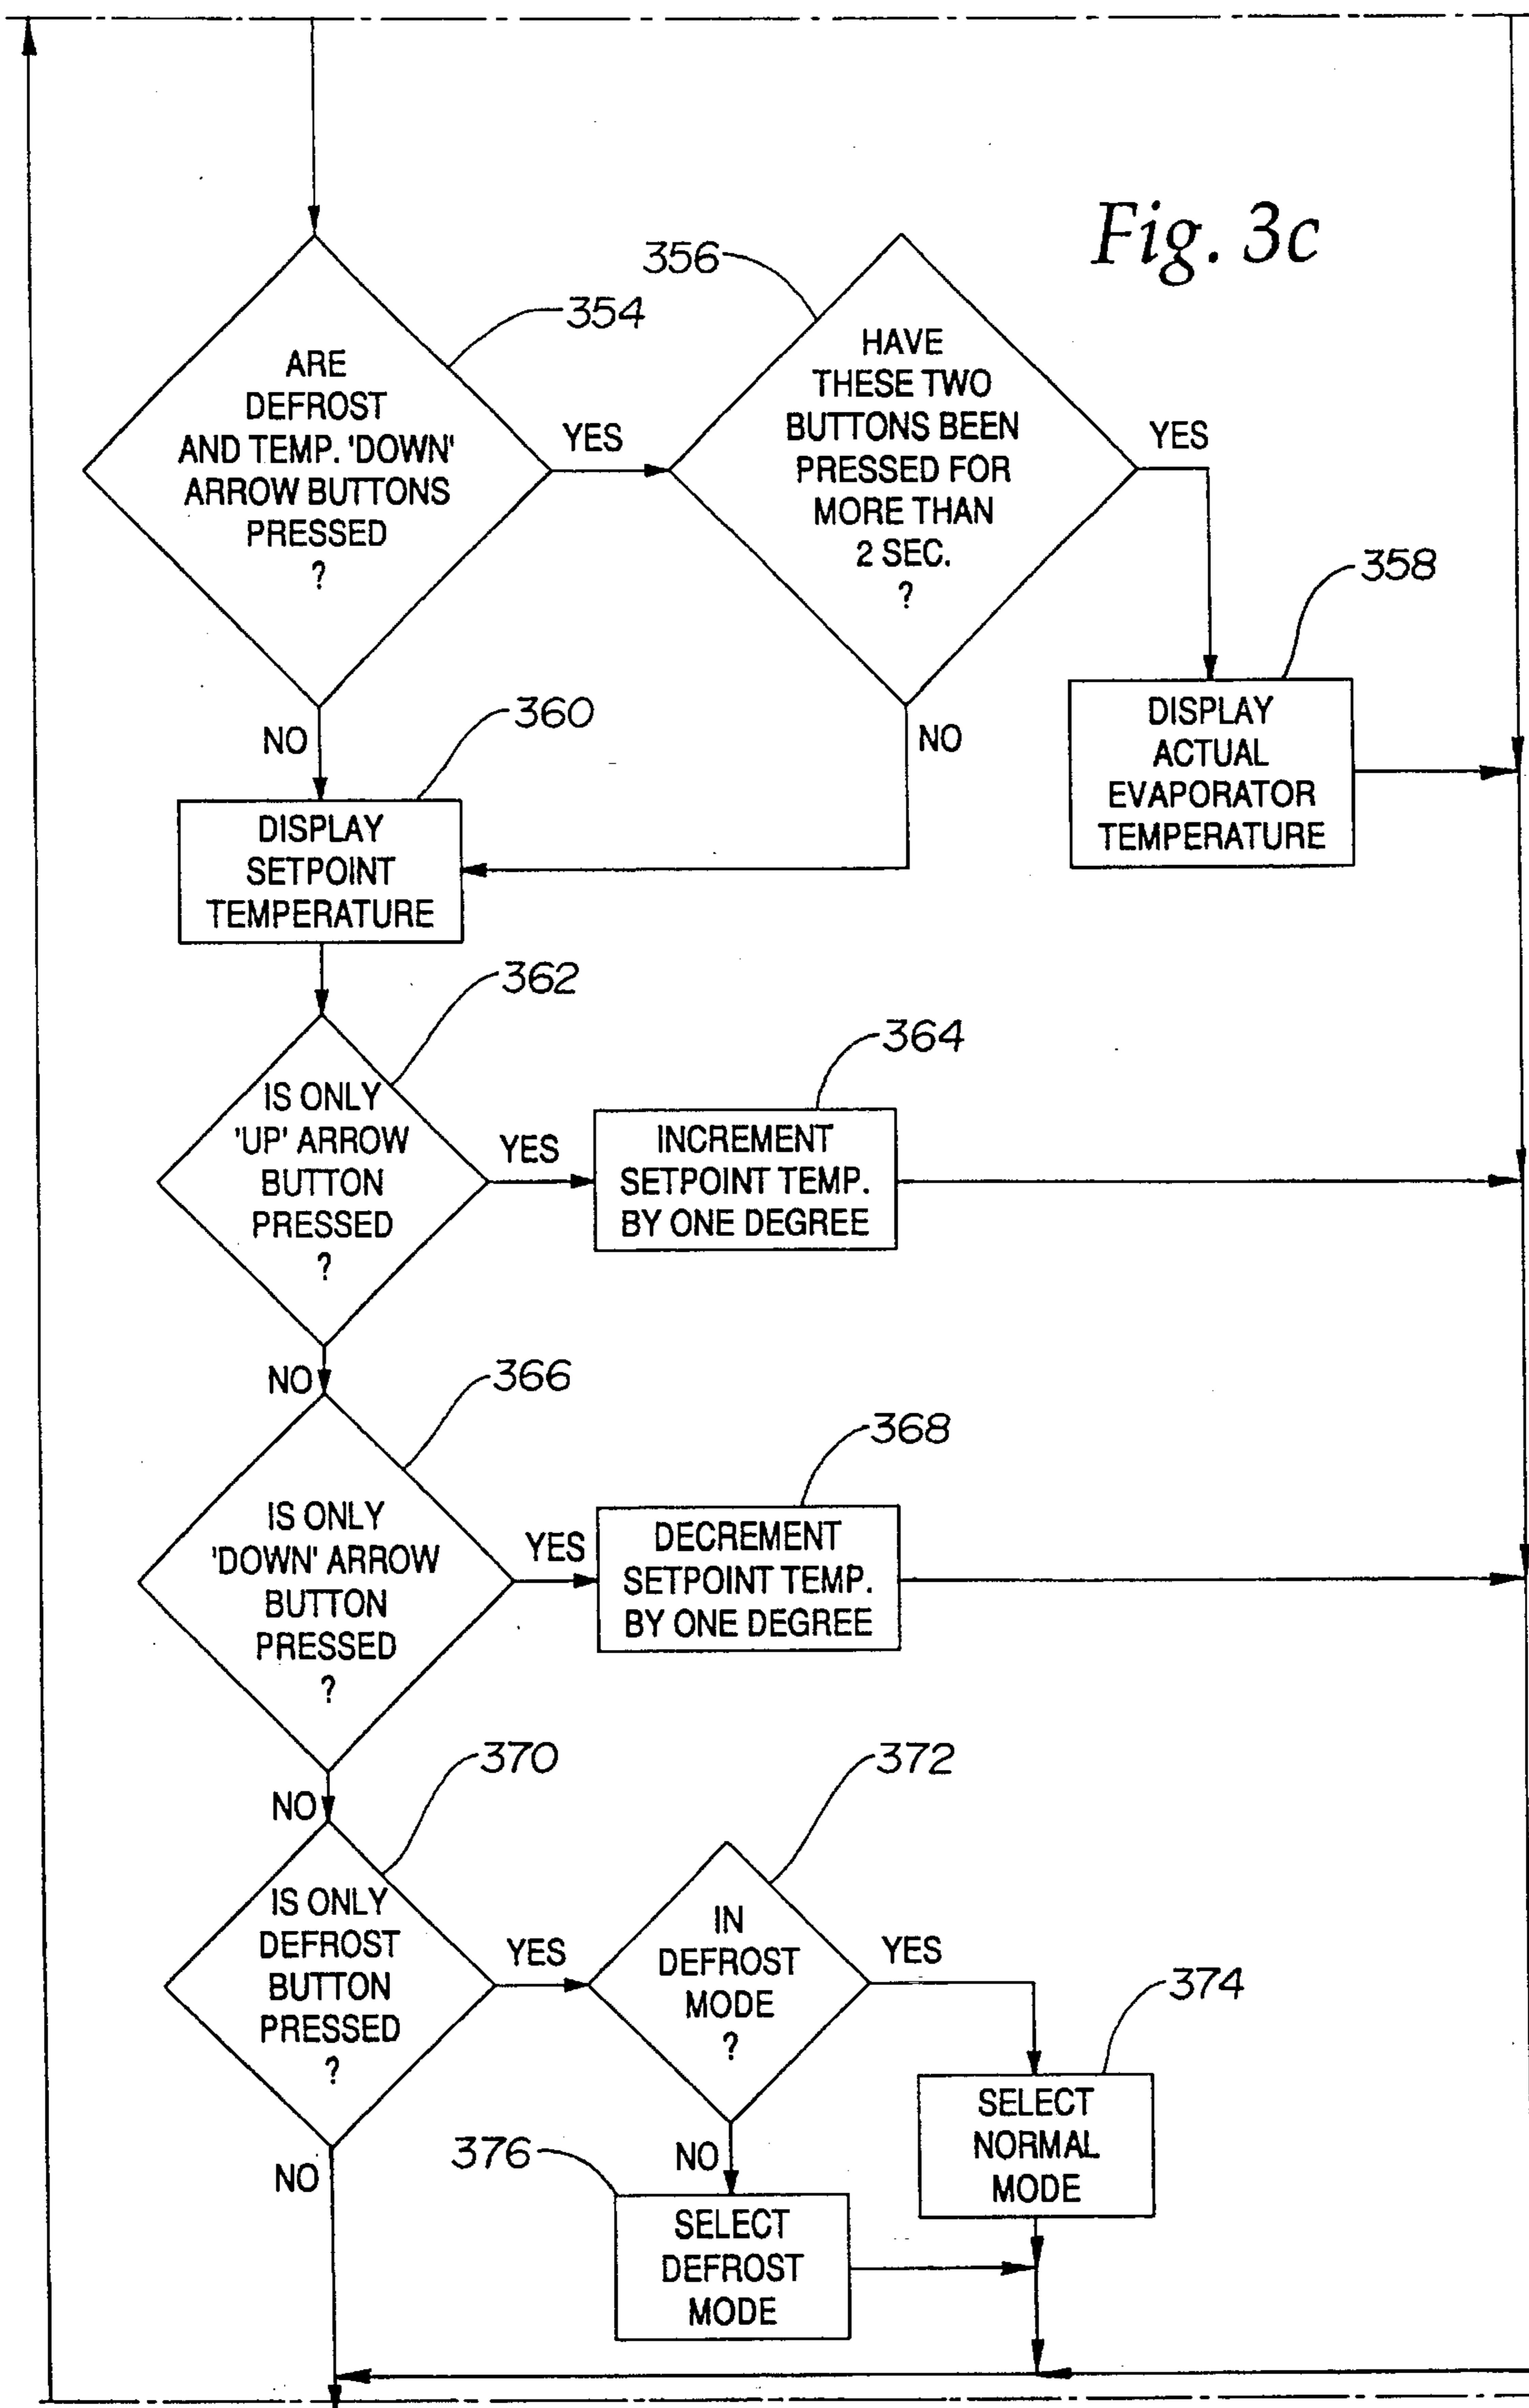 Fig. 3c
354
ARE
DEFROST
AND TEMP. 'DOWN'
ARROW BUTTONS
PRESSED
?
YES
NO
356
HAVE
THESE TWO
BUTTONS BEEN
PRESSED FOR
MORE THAN
2 SEC.
?
YES
NO
358
DISPLAY
ACTUAL
EVAPORATOR
TEMPERATURE
360
DISPLAY
SETPOINT
TEMPERATURE
362
IS ONLY
'UP' ARROW
BUTTON
PRESSED
?
YES
NO
364
INCREMENT
SETPOINT TEMP.
BY ONE DEGREE
366
IS ONLY
'DOWN' ARROW
BUTTON
PRESSED
?
YES
NO
368
DECREMENT
SETPOINT TEMP.
BY ONE DEGREE
370
IS ONLY
DEFROST
BUTTON
PRESSED
?
YES
NO
372
IN
DEFROST
MODE
?
YES
NO
374
SELECT
NORMAL
MODE
376
SELECT
DEFROST
MODE